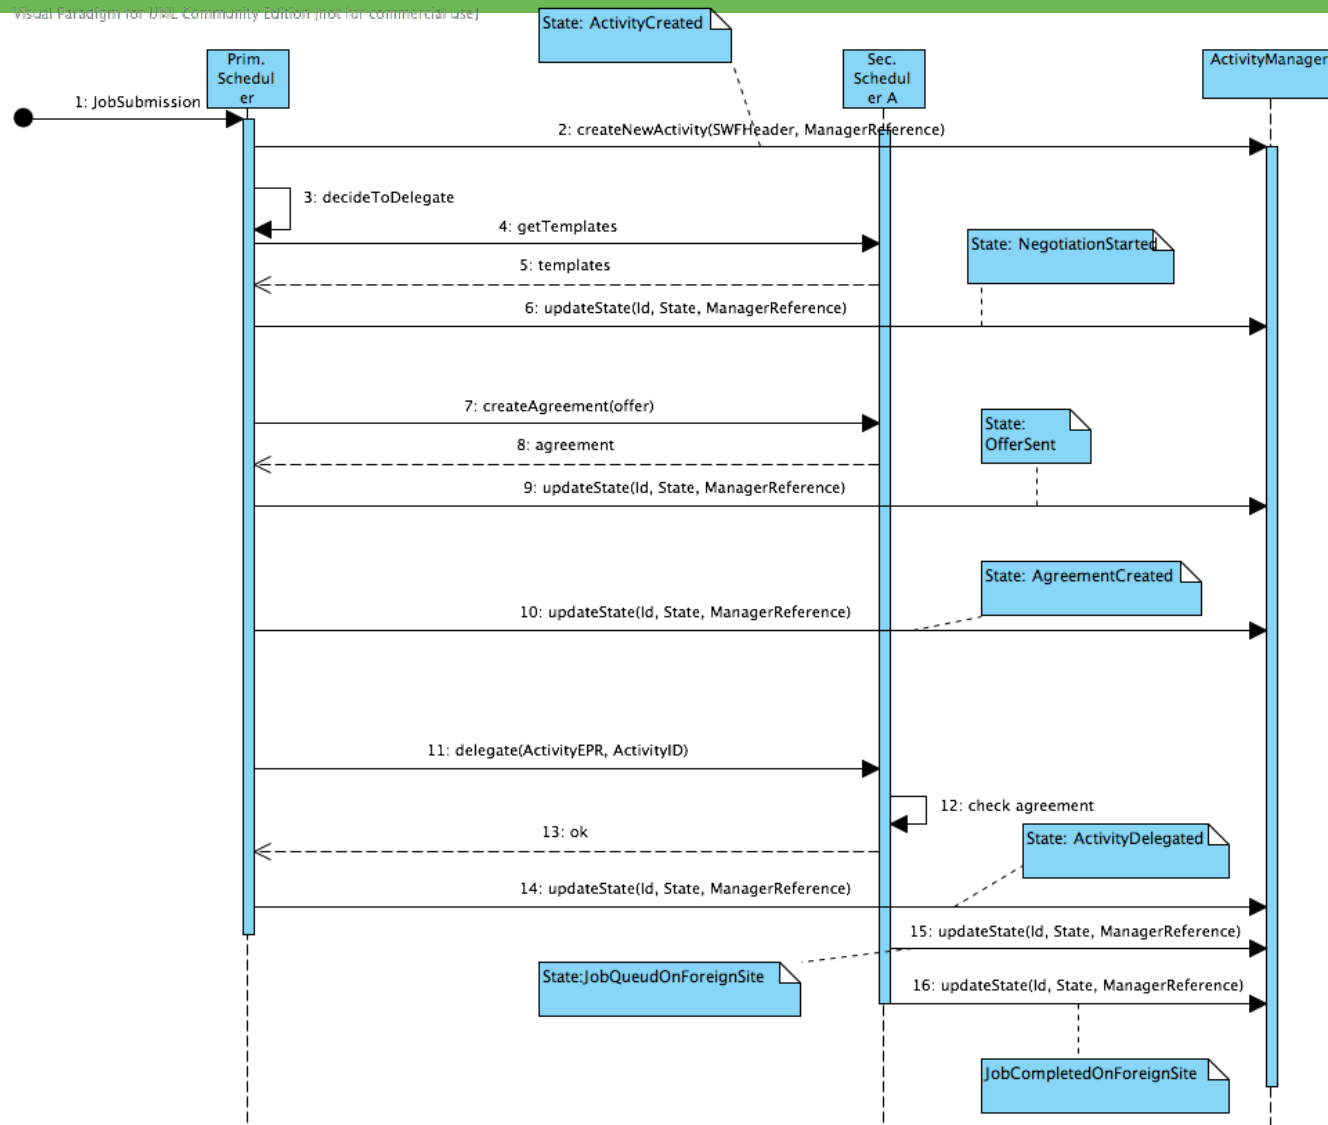 Visual Paradigm for UML Community Edition [not for commercial use]
State: ActivityCreated
Prim.
Schedul
er
Sec.
Schedul
er A
ActivityManager
1: JobSubmission
2: createNewActivity(SWFHeader, ManagerReference)
3: decideToDelegate
4: getTemplates
State: NegotiationStarted
5: templates
6: updateState(Id, State, ManagerReference)
7: createAgreement(offer)
State:
OfferSent
8: agreement
9: updateState(Id, State, ManagerReference)
State: AgreementCreated
10: updateState(Id, State, ManagerReference)
11: delegate(ActivityEPR, ActivityID)
12: check agreement
13: ok
State: ActivityDelegated
14: updateState(Id, State, ManagerReference)
15: updateState(Id, State, ManagerReference)
State:JobQueudOnForeignSite
16: updateState(Id, State, ManagerReference)
JobCompletedOnForeignSite